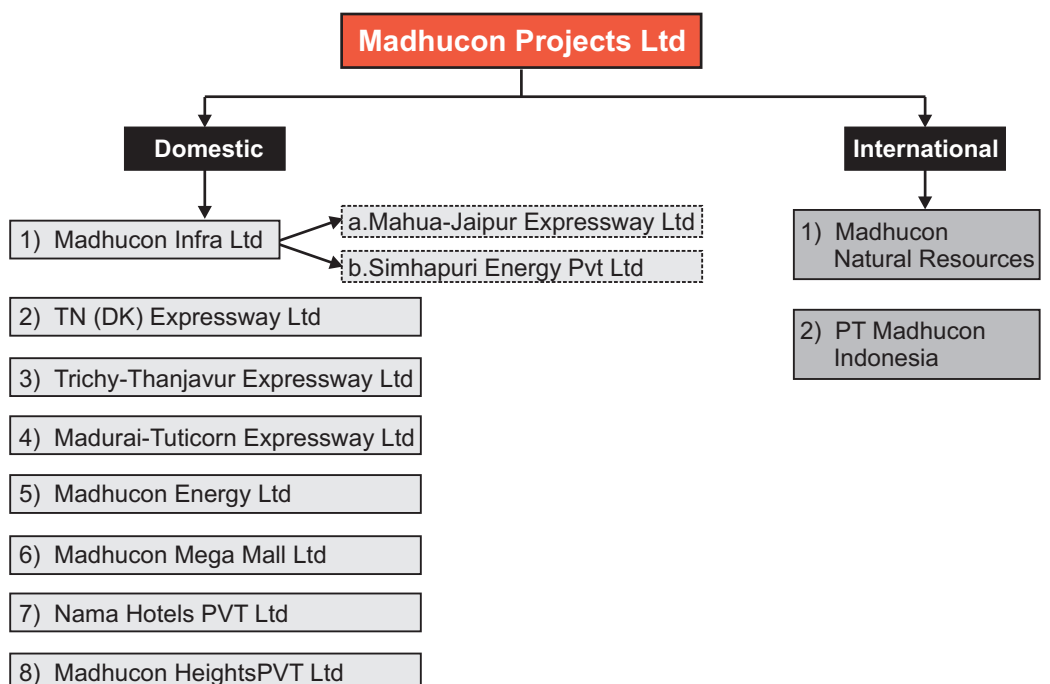 Madhucon Projects Ltd
Domestic
International
1) Madhucon Infra Ltd
a.Mahua-Jaipur Expressway Ltd
b.Simhapuri Energy Pvt Ltd
2) TN (DK) Expressway Ltd
3) Trichy-Thanjavur Expressway Ltd
4) Madurai-Tuticorn Expressway Ltd
5) Madhucon Energy Ltd
6) Madhucon Mega Mall Ltd
7) Nama Hotels PVT Ltd
8) Madhucon HeightsPVT Ltd
1) Madhucon
Natural Resources
2) PT Madhucon
Indonesia